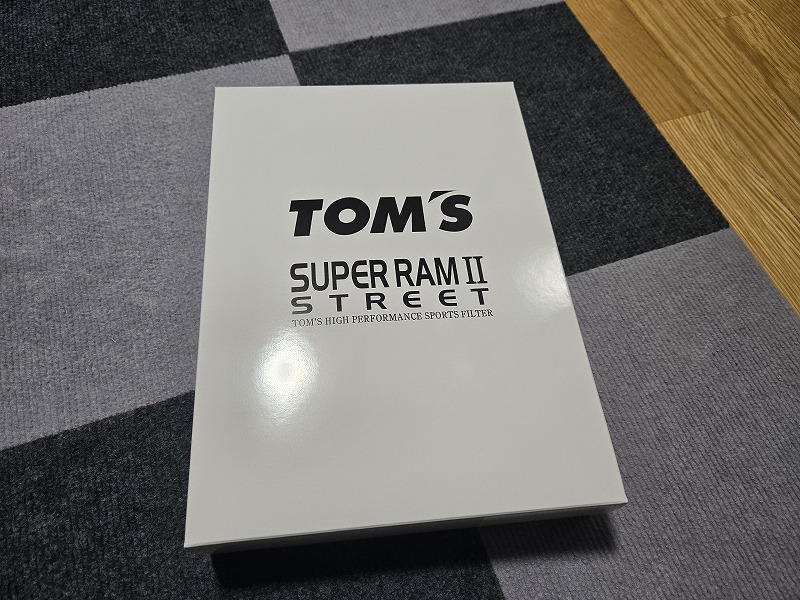 TOM'S
SUPER RAM II
STREET
TOM'S HIGH PERFORMANCE SPORTS FILTER